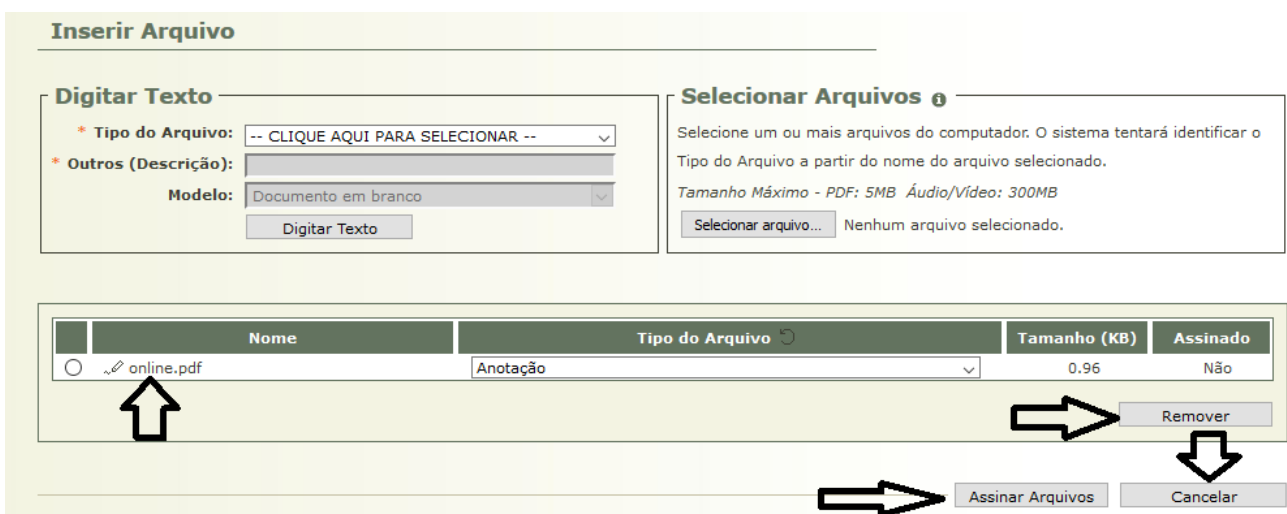 Inserir Arquivo
Digitar Texto
* Tipo do Arquivo: -- CLIQUE AQUI PARA SELECIONAR --
* Outros (Descrição):
Modelo: Documento em branco
Digitar Texto
Selecionar Arquivos
Selecione um ou mais arquivos do computador. O sistema tentará identificar o
Tipo do Arquivo a partir do nome do arquivo selecionado.
Tamanho Máximo - PDF: 5MB Áudio/Vídeo: 300MB
Selecionar arquivo... Nenhum arquivo selecionado.
Nome Tipo do Arquivo Tamanho (KB) Assinado
online.pdf Anotação 0.96 Não
Remover
Assinar Arquivos Cancelar